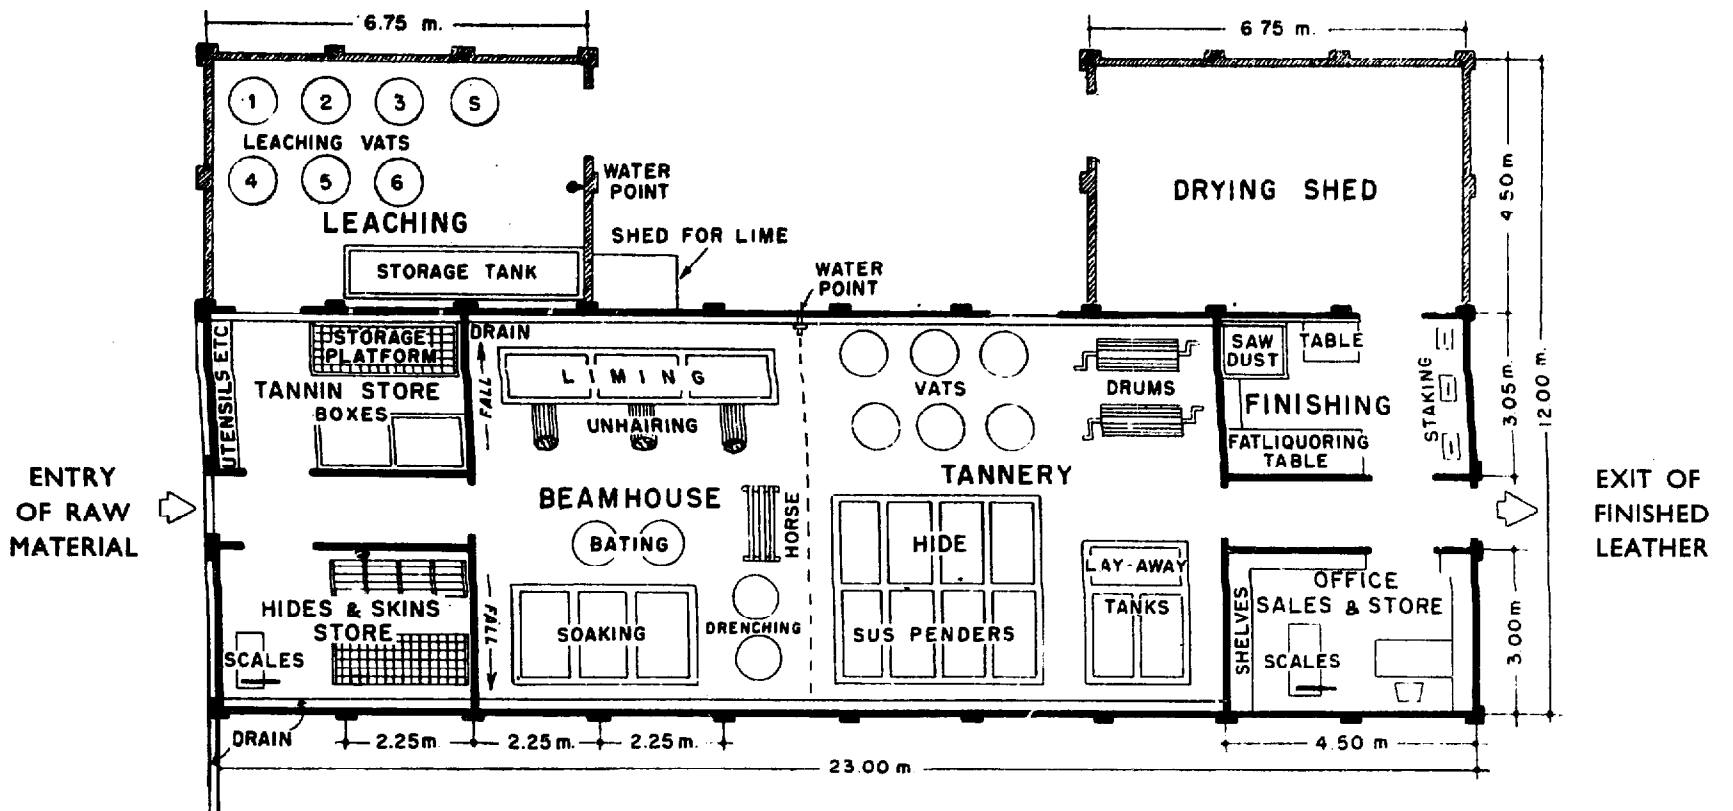 6.75 m.
6.75 m.
1 2 3 S
LEACHING VATS
4 5 6
WATER
POINT
LEACHING
STORAGE TANK
SHED FOR LIME
WATER
POINT
DRYING SHED
4.50 m
3.05 m.
12.00 m.
3.00 m
UTENSILS ETC
STORAGE
PLATFORM
TANNIN STORE
BOXES
DRAIN
FALL
LIMING
UNHAIRING
BEAMHOUSE
BATING
HORSE
VATS
DRUMS
TANNERY
SAW
DUST
TABLE
FINISHING
STAKING
FATLIQUORING
TABLE
ENTRY
OF RAW
MATERIAL
EXIT OF
FINISHED
LEATHER
HIDES & SKINS
STORE
SCALES
FALL
SOAKING
DRENCHING
HIDE
SUS PENDERS
LAY-AWAY
TANKS
SHELVES
OFFICE
SALES & STORE
SCALES
DRAIN
2.25 m.
2.25 m.
2.25 m.
4.50 m
23.00 m